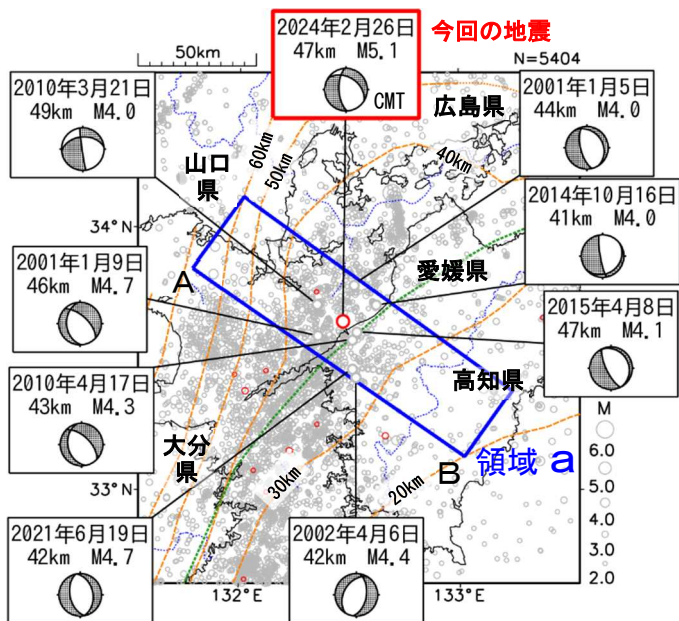 2024年2月26日
47km M5.1
CMT
今回の地震
50km
N=5404
2010年3月21日
49km M4.0
2001年1月5日
44km M4.0
広島県
山口
県
60km
50km
40km
34°N
2014年10月16日
41km M4.0
愛媛県
A
2001年1月9日
46km M4.7
2015年4月8日
47km M4.1
2010年4月17日
43km M4.3
高知県
大分
県
M
6.0
5.0
4.0
3.0
2.0
30km
20km
B
領域 a
33°N
2021年6月19日
42km M4.7
2002年4月6日
42km M4.4
132°E
133°E